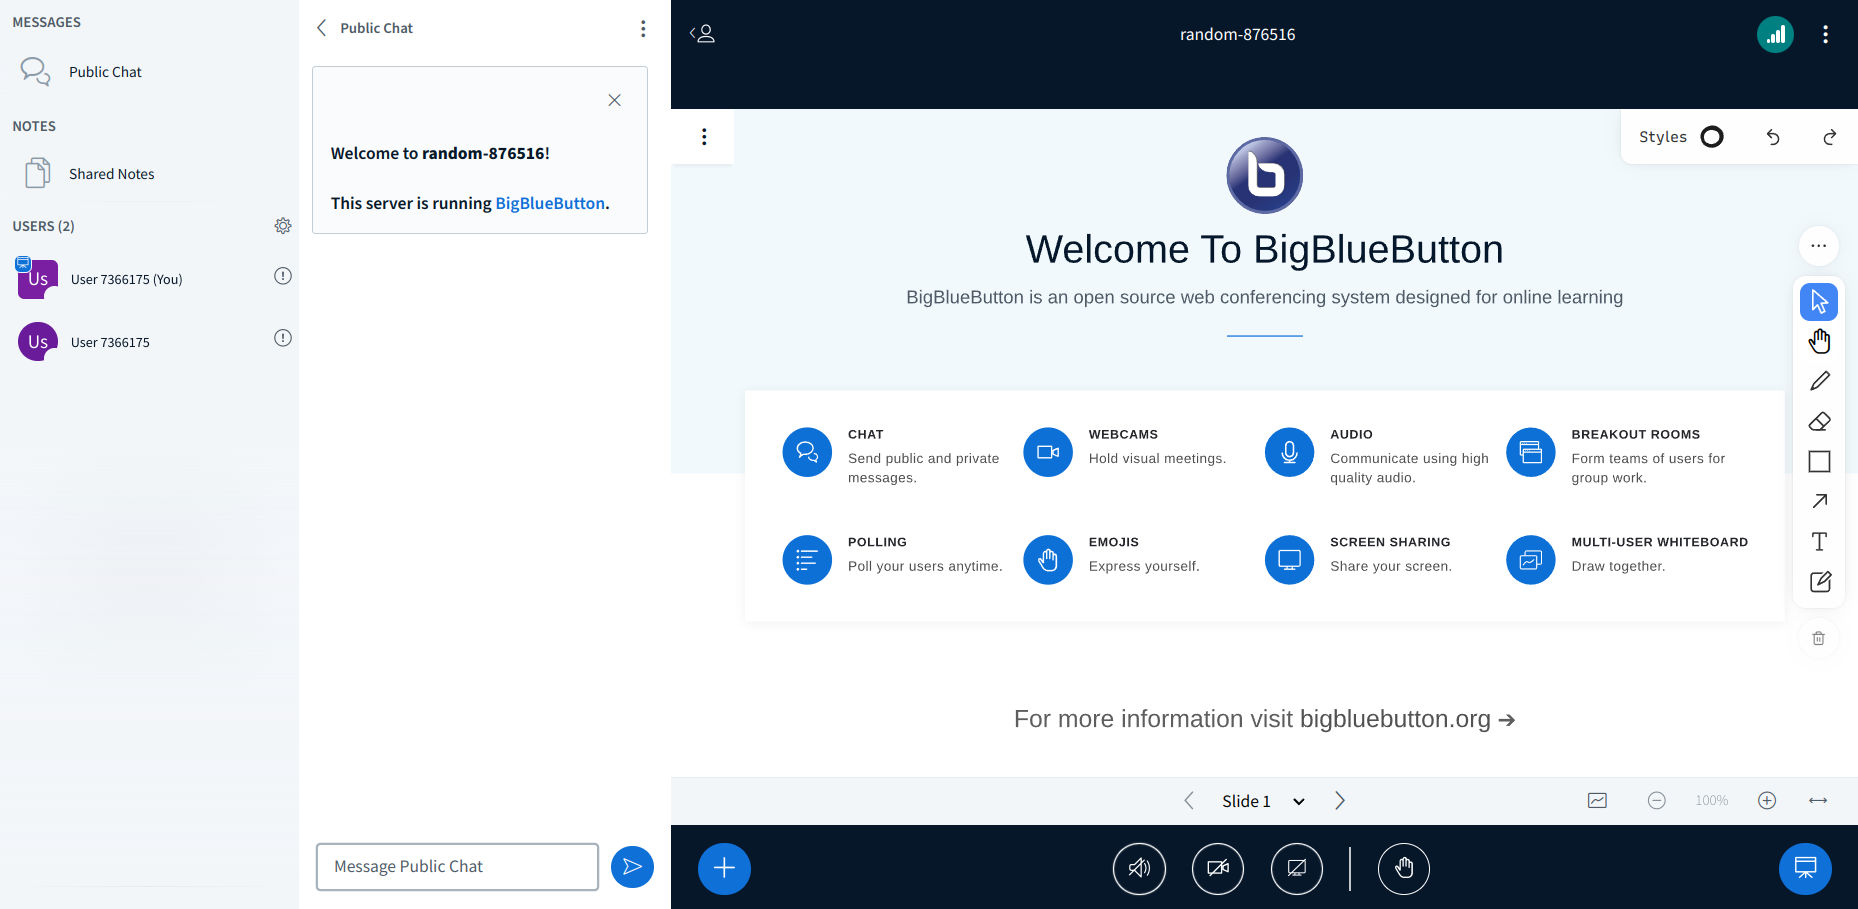 MESSAGES
Public Chat
NOTES
Shared Notes
USERS (2)
Us
User 7366175 (You)
Us
User 7366175
Public Chat
Welcome to random-876516!
This server is running BigBlueButton.
Message Public Chat
random-876516
Styles
b
Welcome To BigBlueButton
BigBlueButton is an open source web conferencing system designed for online learning
CHAT
Send public and private
messages.
WEBCAMS
Hold visual meetings.
AUDIO
Communicate using high
quality audio.
BREAKOUT ROOMS
Form teams of users for
group work.
POLLING
Poll your users anytime.
EMOJIS
Express yourself.
SCREEN SHARING
Share your screen.
MULTI-USER WHITEBOARD
Draw together.
For more information visit bigbluebutton.org ➔
Slide 1
100%